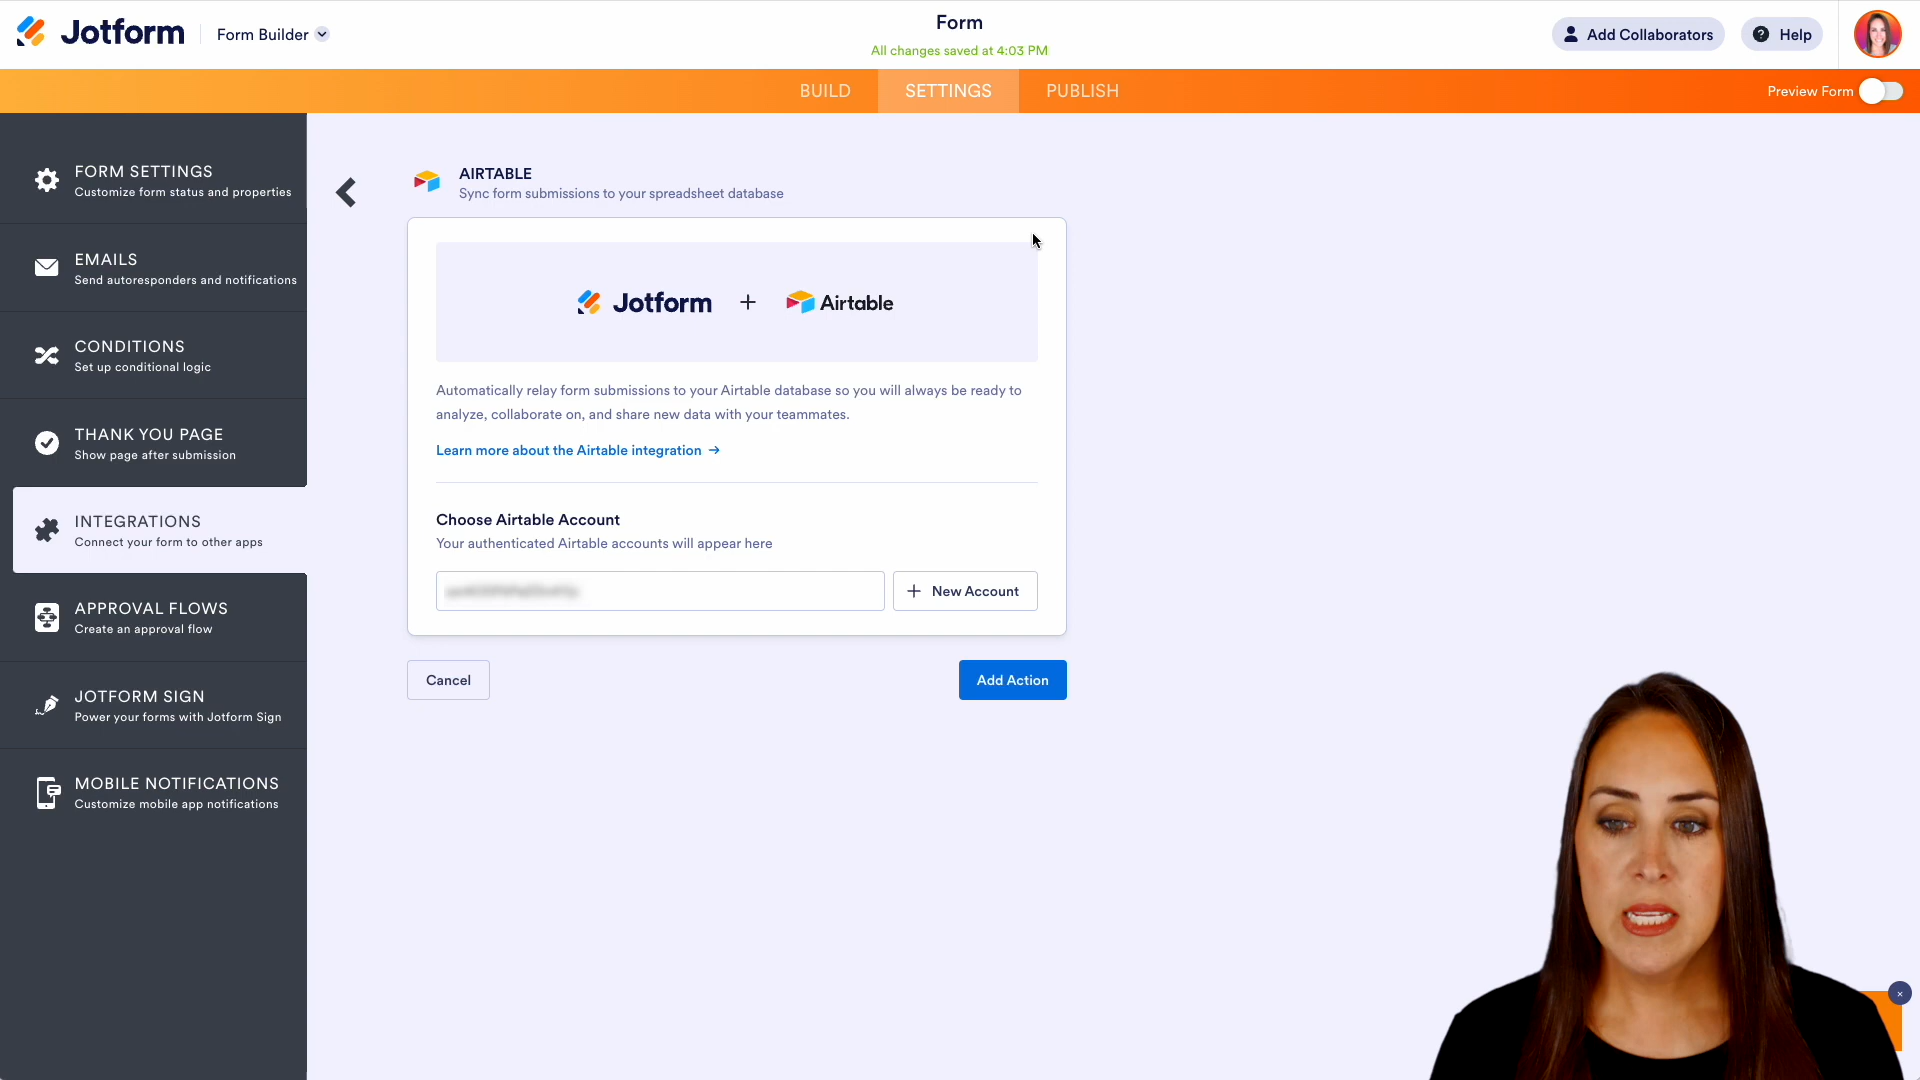 Jotform
Form Builder
Form
All changes saved at 4:03 PM
Add Collaborators
Help
BUILD
SETTINGS
PUBLISH
Preview Form
FORM SETTINGS
Customize form status and properties
EMAILS
Send autoresponders and notifications
CONDITIONS
Set up conditional logic
THANK YOU PAGE
Show page after submission
INTEGRATIONS
Connect your form to other apps
APPROVAL FLOWS
Create an approval flow
JOTFORM SIGN
Power your forms with Jotform Sign
MOBILE NOTIFICATIONS
Customize mobile app notifications
AIRTABLE
Sync form submissions to your spreadsheet database
Jotform + Airtable
Automatically relay form submissions to your Airtable database so you will always be ready to
analyze, collaborate on, and share new data with your teammates.
Learn more about the Airtable integration →
Choose Airtable Account
Your authenticated Airtable accounts will appear here
+ New Account
Cancel
Add Action